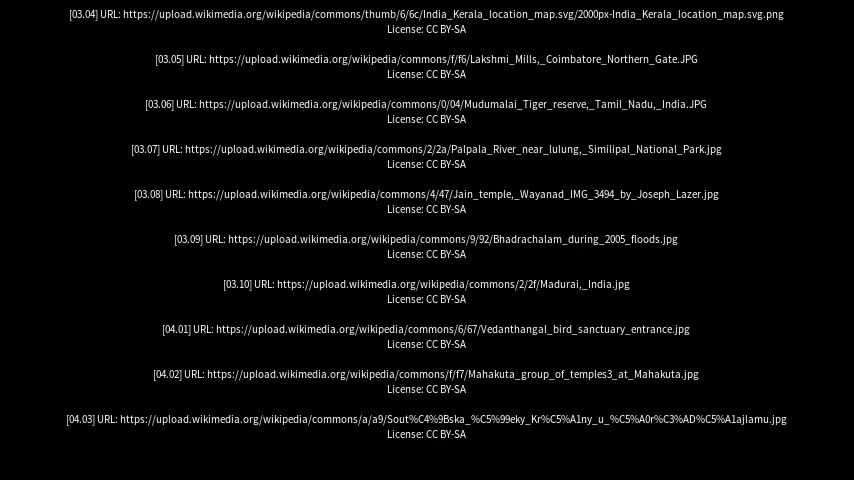 [03.04] URL: https://upload.wikimedia.org/wikipedia/commons/thumb/6/6c/India_Kerala_location_map.svg/2000px-India_Kerala_location_map.svg.png
License: CC BY-SA
[03.05] URL: https://upload.wikimedia.org/wikipedia/commons/f/f6/Lakshmi_Mills,_Coimbatore_Northern_Gate.JPG
License: CC BY-SA
[03.06] URL: https://upload.wikimedia.org/wikipedia/commons/0/04/Mudumalai_Tiger_reserve,_Tamil_Nadu,_India.JPG
License: CC BY-SA
[03.07] URL: https://upload.wikimedia.org/wikipedia/commons/2/2a/Palpala_River_near_lulung,_Similipal_National_Park.jpg
License: CC BY-SA
[03.08] URL: https://upload.wikimedia.org/wikipedia/commons/4/47/Jain_temple,_Wayanad_IMG_3494_by_Joseph_Lazer.jpg
License: CC BY-SA
[03.09] URL: https://upload.wikimedia.org/wikipedia/commons/9/92/Bhadrachalam_during_2005_floods.jpg
License: CC BY-SA
[03.10] URL: https://upload.wikimedia.org/wikipedia/commons/2/2f/Madurai,_India.jpg
License: CC BY-SA
[04.01] URL: https://upload.wikimedia.org/wikipedia/commons/6/67/Vedanthangal_bird_sanctuary_entrance.jpg
License: CC BY-SA
[04.02] URL: https://upload.wikimedia.org/wikipedia/commons/f/f7/Mahakuta_group_of_temples3_at_Mahakuta.jpg
License: CC BY-SA
[04.03] URL: https://upload.wikimedia.org/wikipedia/commons/a/a9/Sout%C4%9Bska_%C5%99eky_Kr%C5%A1ny_u_%C5%A0r%C3%AD%C5%A1ajlamu.jpg
License: CC BY-SA